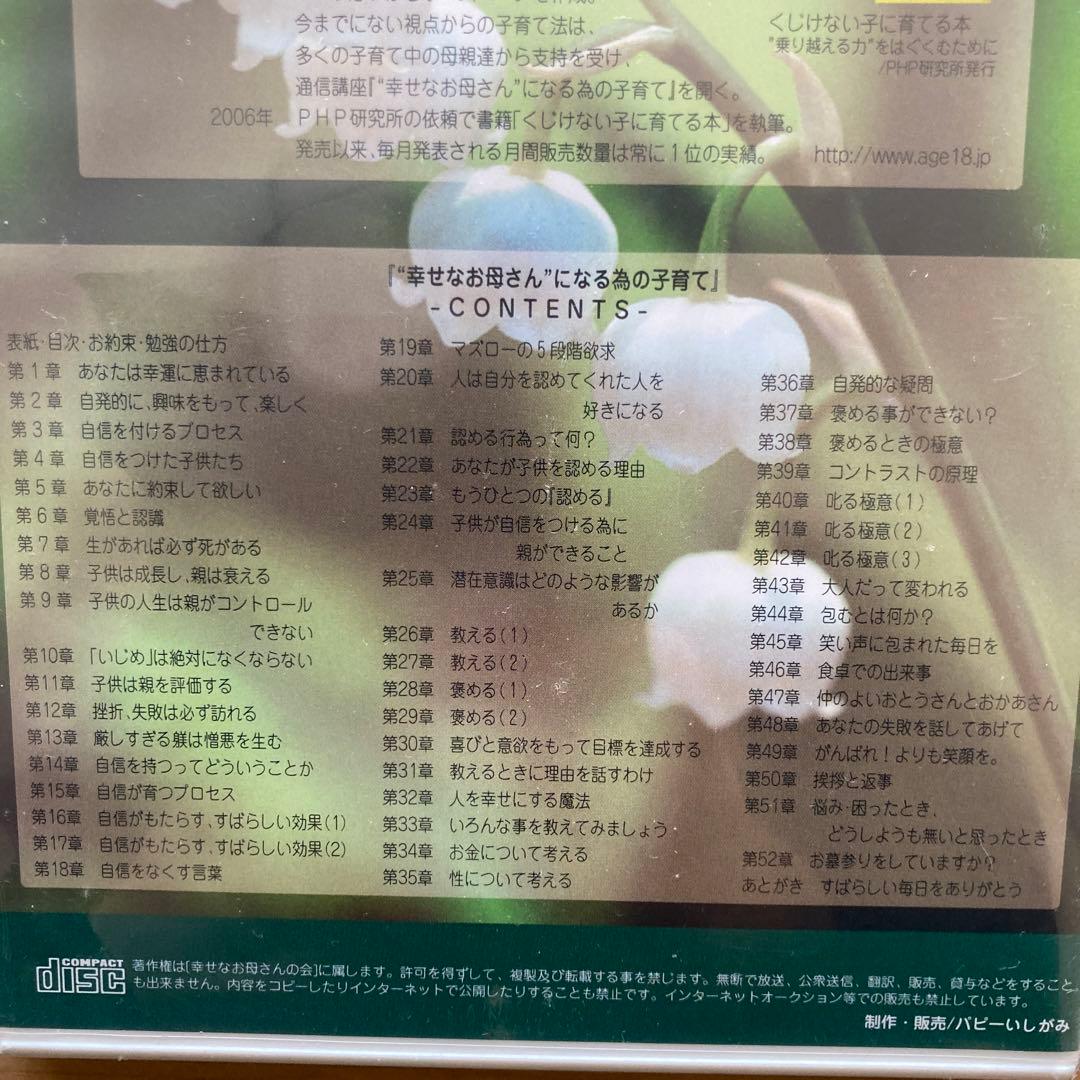 今までにない視点からの子育て法は、
多くの子育て中の母親達から支持を受け、
通信講座『“幸せなお母さん”になる為の子育て』を開く。
2006年 PHP研究所の依頼で書籍「くじけない子に育てる本」を執筆。
発売以来、毎月発表される月間販売数量は常に1位の実績。
くじけない子に育てる本
“乗り越える力”をはぐくむために
/PHP研究所発行
http://www.age18.jp
『“幸せなお母さん”になる為の子育て』
-CONTENTS-
表紙・目次・お約束・勉強の仕方
第1章 あなたは幸運に恵まれている
第2章 自発的に、興味をもって、楽しく
第3章 自信を付けるプロセス
第4章 自信をつけた子供たち
第5章 あなたに約束して欲しい
第6章 覚悟と認識
第7章 生があれば必ず死がある
第8章 子供は成長し、親は衰える
第9章 子供の人生は親がコントロール
できない
第10章 「いじめ」は絶対になくならない
第11章 子供は親を評価する
第12章 挫折、失敗は必ず訪れる
第13章 厳しすぎる躾は憎悪を生む
第14章 自信を持つってどういうことか
第15章 自信が育つプロセス
第16章 自信がもたらす、すばらしい効果(1)
第17章 自信がもたらす、すばらしい効果(2)
第18章 自信をなくす言葉
第19章 マズローの5段階欲求
第20章 人は自分を認めてくれた人を
好きになる
第21章 認める行為って何?
第22章 あなたが子供を認める理由
第23章 もうひとつの『認める』
第24章 子供が自信をつける為に
親ができること
第25章 潜在意識はどのような影響が
あるか
第26章 教える(1)
第27章 教える(2)
第28章 褒める(1)
第29章 褒める(2)
第30章 喜びと意欲をもって目標を達成する
第31章 教えるときに理由を話すわけ
第32章 人を幸せにする魔法
第33章 いろんな事を教えてみましょう
第34章 お金について考える
第35章 性について考える
第36章 自発的な疑問
第37章 褒める事ができない?
第38章 褒めるときの極意
第39章 コントラストの原理
第40章 叱る極意(1)
第41章 叱る極意(2)
第42章 叱る極意(3)
第43章 大人だって変われる
第44章 包むとは何か?
第45章 笑い声に包まれた毎日を
第46章 食卓での出来事
第47章 仲のよいおとうさんとおかあさん
第48章 あなたの失敗を話してあげて
第49章 がんばれ!よりも笑顔を。
第50章 挨拶と返事
第51章 悩み・困ったとき、
どうしようも無いと思ったとき
第52章 お墓参りをしていますか?
あとがき すばらしい毎日をありがとう
COMPACT
disc
著作権は[幸せなお母さんの会]に属します。許可を得ずして、複製及び転載する事を禁じます。無断で放送、公衆送信、翻訳、販売、貸与などをすること
も出来ません。内容をコピーしたりインターネットで公開したりすることも禁止です。インターネットオークション等での販売も禁止しています。
制作・販売/パピーいしがみ